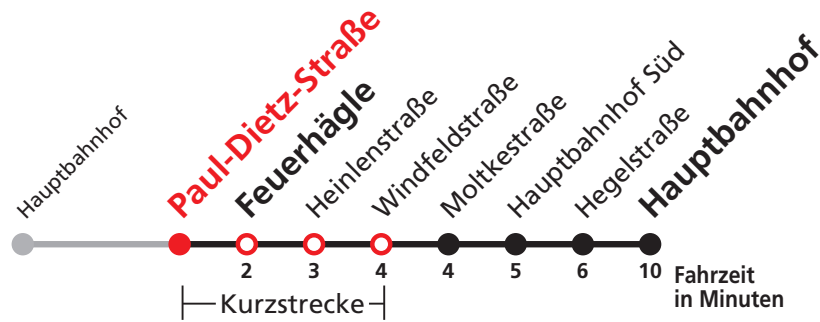 Hauptbahnhof
Paul-Dietz-Straße
Feuerhägle
Heinlenstraße
Windfeldstraße
Moltkestraße
Hauptbahnhof Süd
Hegelstraße
Hauptbahnhof
2 3 4 4 5 6 10 Fahrzeit
in Minuten
Kurzstrecke